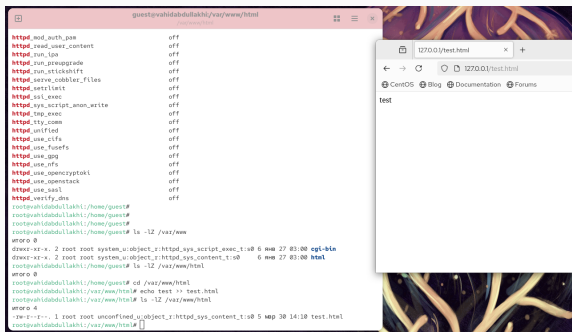 guest@vahidabdullakhi:/var/www/html
/var/www/html
httpd_mod_auth_pam off
httpd_read_user_content off
httpd_run_ipa off
httpd_run_preupgrade off
httpd_run_stickshift off
httpd_serve_cobbler_files off
httpd_setrlimit off
httpd_ssi_exec off
httpd_sys_script_anon_write off
httpd_tmp_exec off
httpd_tty_comm off
httpd_unified off
httpd_use_cifs off
httpd_use_fusefs off
httpd_use_gpg off
httpd_use_nfs off
httpd_use_opencryptoki off
httpd_use_openstack off
httpd_use_sasl off
httpd_verify_dns off
root@vahidabdullakhi:/home/guest#
root@vahidabdullakhi:/home/guest#
root@vahidabdullakhi:/home/guest# ls -lZ /var/www
итого 0
drwxr-xr-x. 2 root root system_u:object_r:httpd_sys_script_exec_t:s0 6 янв 27 03:00 cgi-bin
drwxr-xr-x. 2 root root system_u:object_r:httpd_sys_content_t:s0 6 янв 27 03:00 html
root@vahidabdullakhi:/home/guest# ls -lZ /var/www/html
итого 0
root@vahidabdullakhi:/home/guest# cd /var/www/html
root@vahidabdullakhi:/var/www/html# echo test >> test.html
root@vahidabdullakhi:/var/www/html# ls -lZ /var/www/html
итого 4
-rw-r--r--. 1 root root unconfined_u:object_r:httpd_sys_content_t:s0 5 мар 30 14:10 test.html
root@vahidabdullakhi:/var/www/html#
127.0.0.1/test.html
127.0.0.1/test.html
CentOS Blog Documentation Forums
test